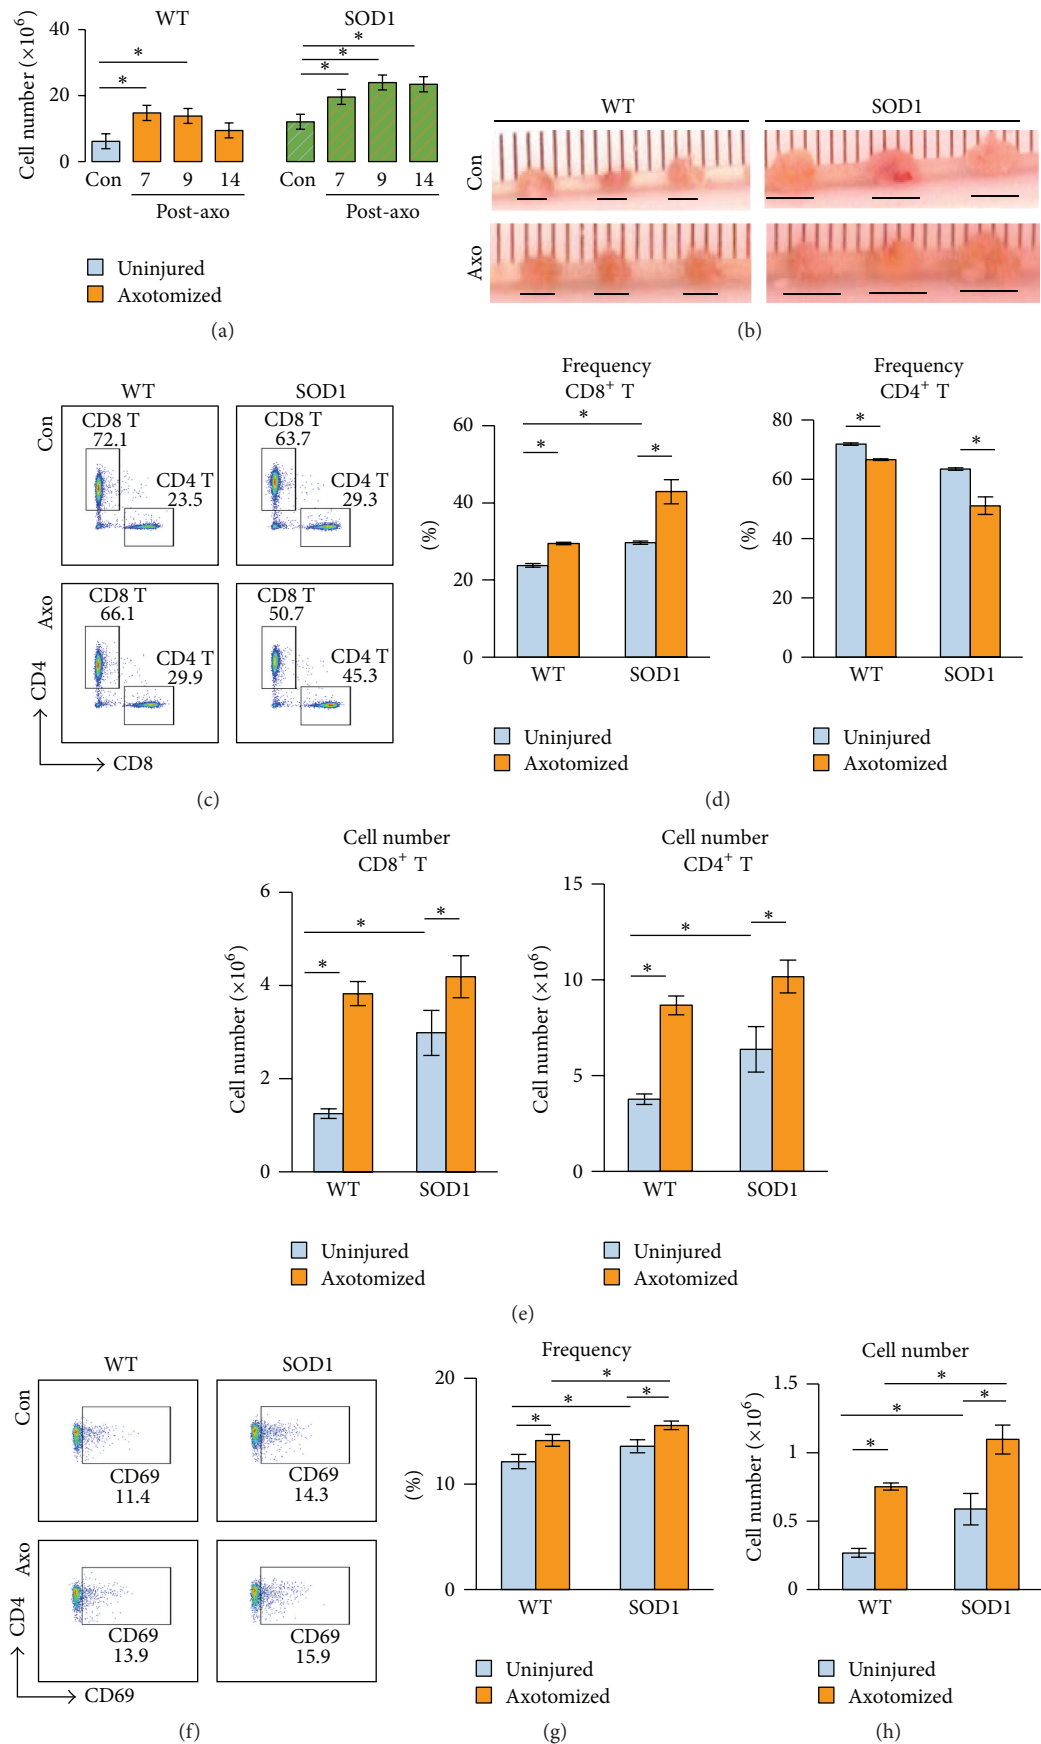 WT
SOD1
Cell number (×10⁶)
40
20
0
*
*
*
*
*
Con
7
9
14
Con
7
9
14
Post-axo
Post-axo
Uninjured
Axotomized
(a)
WT
SOD1
Con
Axo
(b)
WT
SOD1
Con
CD8 T
72.1
CD4 T
23.5
CD8 T
63.7
CD4 T
29.3
Axo
CD8 T
66.1
CD4 T
29.9
CD8 T
50.7
CD4 T
45.3
CD4
CD8
(c)
Frequency
CD8⁺ T
60
40
20
0
(%)
*
*
*
WT
SOD1
Uninjured
Axotomized
Frequency
CD4⁺ T
80
60
40
20
0
(%)
*
*
WT
SOD1
Uninjured
Axotomized
(d)
Cell number
CD8⁺ T
6
4
2
0
Cell number (×10⁶)
*
*
*
WT
SOD1
Uninjured
Axotomized
Cell number
CD4⁺ T
15
10
5
0
Cell number (×10⁶)
*
*
*
WT
SOD1
Uninjured
Axotomized
(e)
WT
SOD1
Con
CD69
11.4
CD69
14.3
Axo
CD69
13.9
CD69
15.9
CD4
CD69
(f)
Frequency
20
10
0
(%)
*
*
*
*
WT
SOD1
Uninjured
Axotomized
(g)
Cell number
1.5
1
0.5
0
Cell number (×10⁶)
*
*
*
*
WT
SOD1
Uninjured
Axotomized
(h)